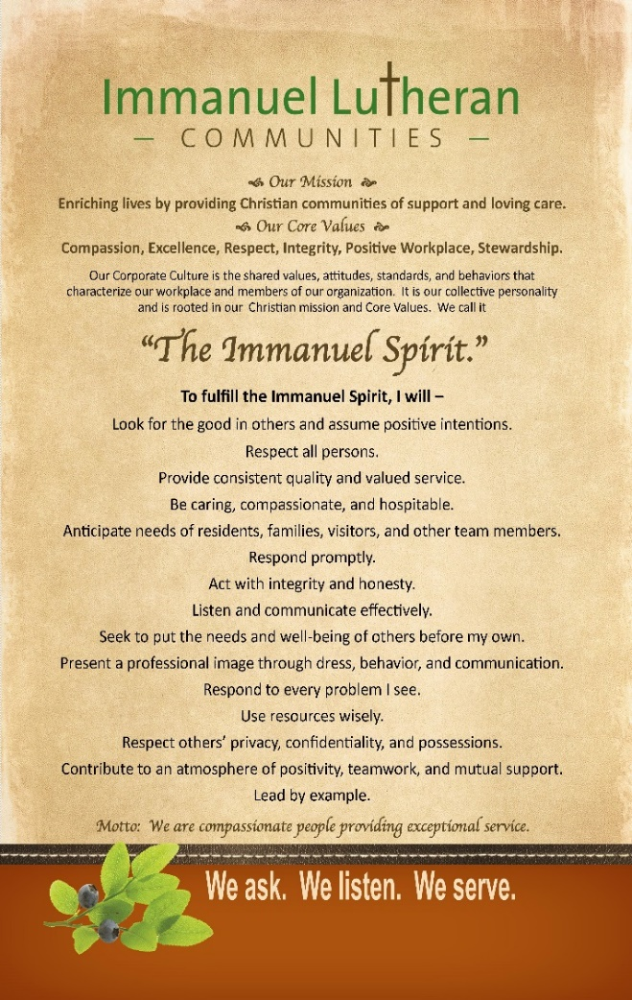 Immanuel Lutheran
— COMMUNITIES —
Our Mission
Enriching lives by providing Christian communities of support and loving care.
Our Core Values
Compassion, Excellence, Respect, Integrity, Positive Workplace, Stewardship.
Our Corporate Culture is the shared values, attitudes, standards, and behaviors that
characterize our workplace and members of our organization.  It is our collective personality
and is rooted in our  Christian mission and Core Values.  We call it
“The Immanuel Spirit.”
To fulfill the Immanuel Spirit, I will –
Look for the good in others and assume positive intentions.
Respect all persons.
Provide consistent quality and valued service.
Be caring, compassionate, and hospitable.
Anticipate needs of residents, families, visitors, and other team members.
Respond promptly.
Act with integrity and honesty.
Listen and communicate effectively.
Seek to put the needs and well-being of others before my own.
Present a professional image through dress, behavior, and communication.
Respond to every problem I see.
Use resources wisely.
Respect others’ privacy, confidentiality, and possessions.
Contribute to an atmosphere of positivity, teamwork, and mutual support.
Lead by example.
Motto:  We are compassionate people providing exceptional service.
We ask.  We listen.  We serve.